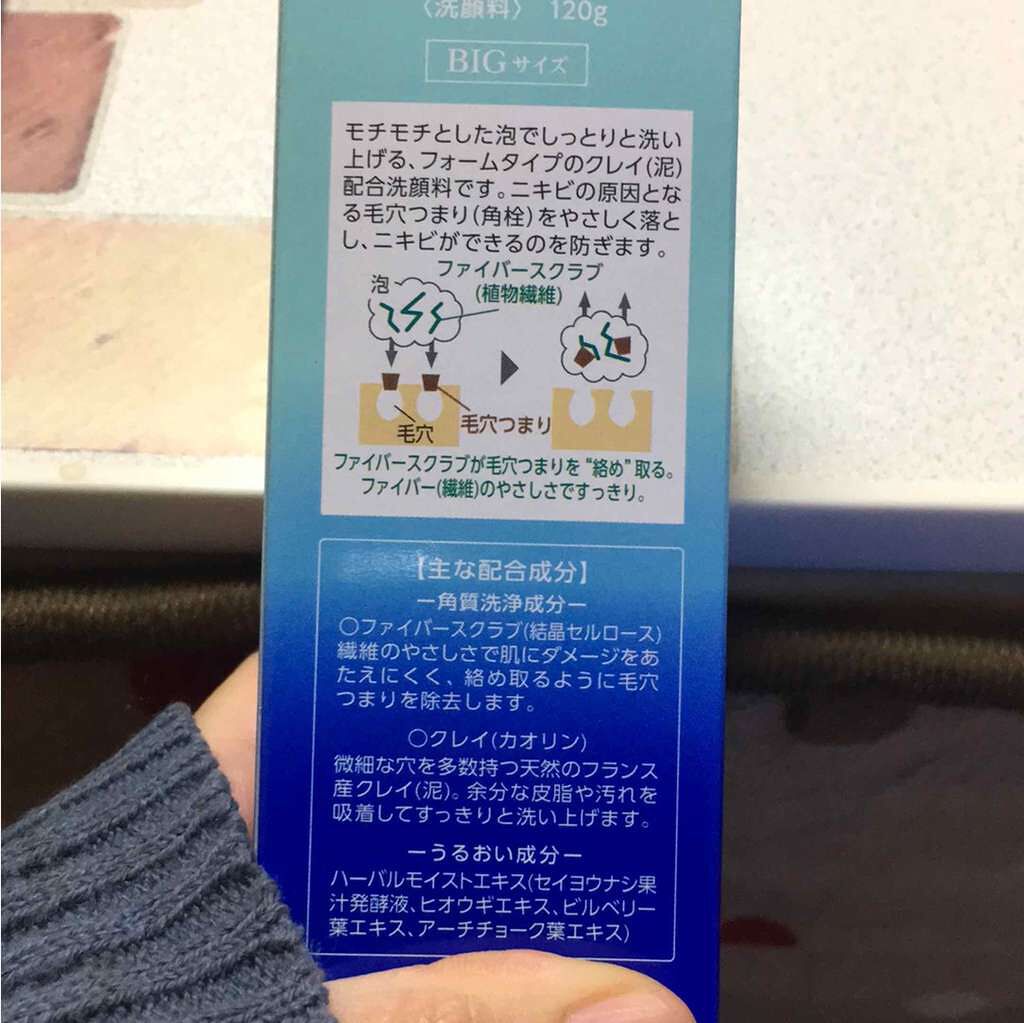 〈洗顔料〉 120g
BIGサイズ
モチモチとした泡でしっとりと洗い
上げる、フォームタイプのクレイ(泥)
配合洗顔料です。ニキビの原因とな
る毛穴つまり(角栓)をやさしく落と
し、ニキビができるのを防ぎます。
ファイバースクラブ
(植物繊維)
泡
毛穴
毛穴つまり
ファイバースクラブが毛穴つまりを“絡め”取る。
ファイバー(繊維)のやさしさですっきり。
【主な配合成分】
ー角質洗浄成分ー
○ファイバースクラブ(結晶セルロース)
繊維のやさしさで肌にダメージをあ
たえにくく、絡め取るように毛穴
つまりを除去します。
○クレイ(カオリン)
微細な穴を多数持つ天然のフランス
産クレイ(泥)。余分な皮脂や汚れを
吸着してすっきりと洗い上げます。
ーうるおい成分ー
ハーバルモイストエキス(セイヨウナシ果
汁発酵液、ヒオウギエキス、ビルベリー
葉エキス、アーチチョーク葉エキス)